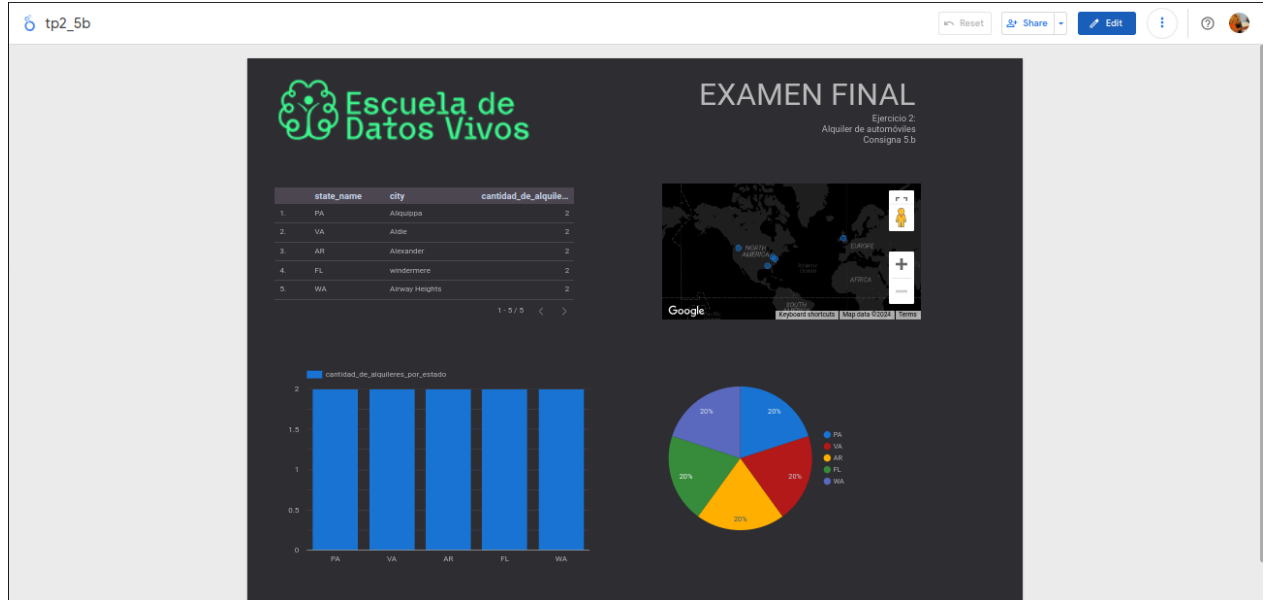 tp2_5b
Reset
Share
Edit
Escuela de
Datos Vivos
EXAMEN FINAL
Ejercicio 2:
Alquiler de automóviles
Consigna 5.b
state_name city cantidad_de_alquile...
1. PA Aliquippa 2
2. VA Aldie 2
3. AR Alexander 2
4. FL windermere 2
5. WA Airway Heights 2
1 - 5 / 5
NORTH
AMERICA
Atlantic
Ocean
EUROPE
AFRICA
SOUTH
Google
Keyboard shortcuts Map data ©2024 Terms
cantidad_de_alquileres_por_estado
2
1.5
1
0.5
0
PA VA AR FL WA
20%
20%
20%
20%
20%
PA
VA
AR
FL
WA